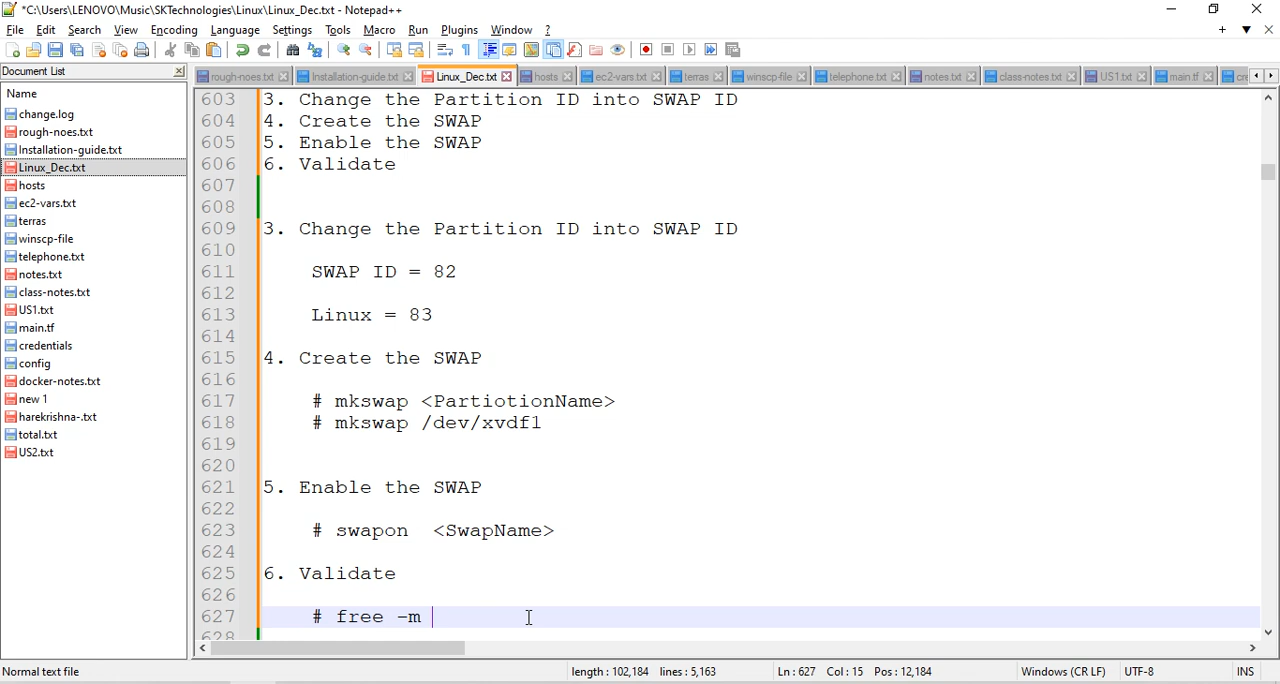 *C:\Users\LENOVO\Music\SKTechnologies\Linux\Linux_Dec.txt - Notepad++
File Edit Search View Encoding Language Settings Tools Macro Run Plugins Window ?
Document List
rough-noes.txt Installation-guide.txt Linux_Dec.txt hosts ec2-vars.txt terras winscp-file telephone.txt notes.txt class-notes.txt US1.txt main.tf
Name
change.log
rough-noes.txt
Installation-guide.txt
Linux_Dec.txt
hosts
ec2-vars.txt
terras
winscp-file
telephone.txt
notes.txt
class-notes.txt
US1.txt
main.tf
credentials
config
docker-notes.txt
new 1
harekrishna-.txt
total.txt
US2.txt
603 3. Change the Partition ID into SWAP ID
604 4. Create the SWAP
605 5. Enable the SWAP
606 6. Validate
607
608
609 3. Change the Partition ID into SWAP ID
610
611 SWAP ID = 82
612
613 Linux = 83
614
615 4. Create the SWAP
616
617 # mkswap <PartiotionName>
618 # mkswap /dev/xvdf1
619
620
621 5. Enable the SWAP
622
623 # swapon <SwapName>
624
625 6. Validate
626
627 # free -m
628
Normal text file length : 102,184 lines : 5,163 Ln : 627 Col : 15 Pos : 12,184 Windows (CR LF) UTF-8 INS